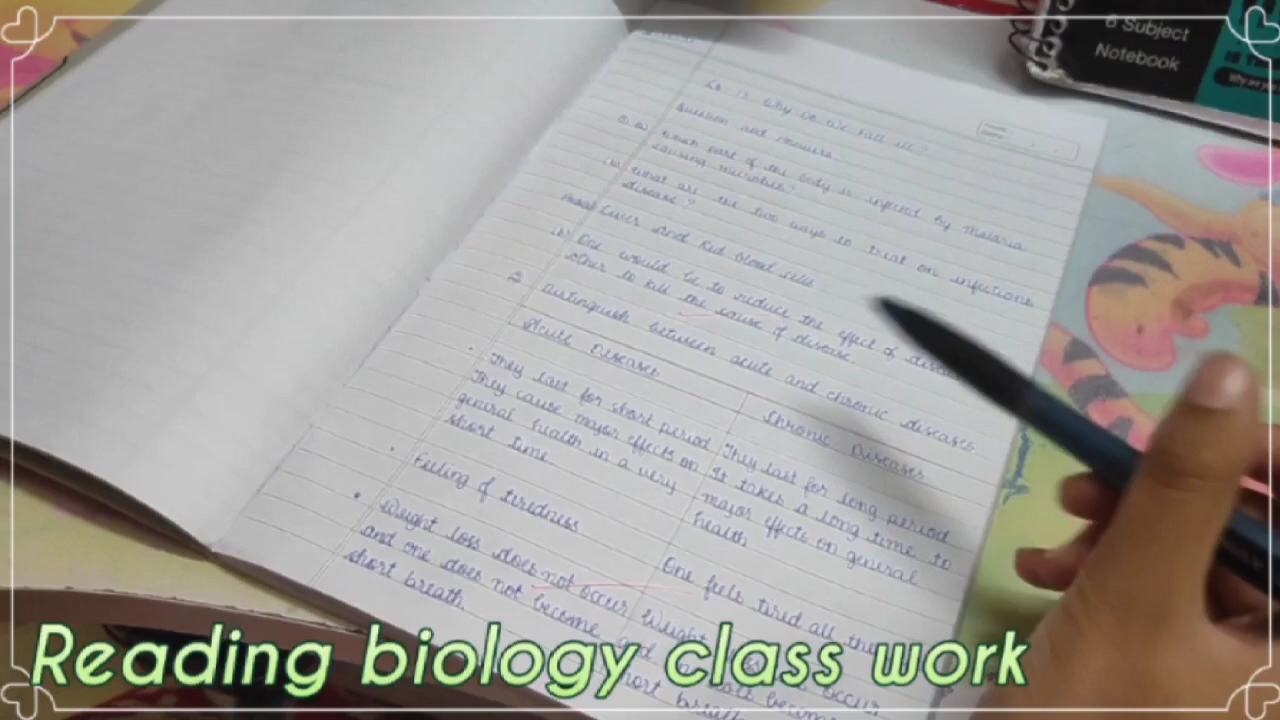 6 Subject
Notebook
Ls 13 Why do we fall ill?
Question and Answers.
which part of the body is infected by malaria
causing microbes?
What are the two ways to treat an infectious
disease?
Liver and Red blood cells
One would be to reduce the effect of
other to kill the cause of disease.
2 Distinguish between acute and chronic diseases
Acute Diseases
Chronic Diseases
They last for short period
They cause major effects on
general health in a very
short time.
They last for long period
It takes a long time to
major effects on general
health
Feeling of tiredness
One feels tired all the
Weight loss does not occur
and one does not become
short breath.
Weight
occur
become
short breath
Reading biology class work